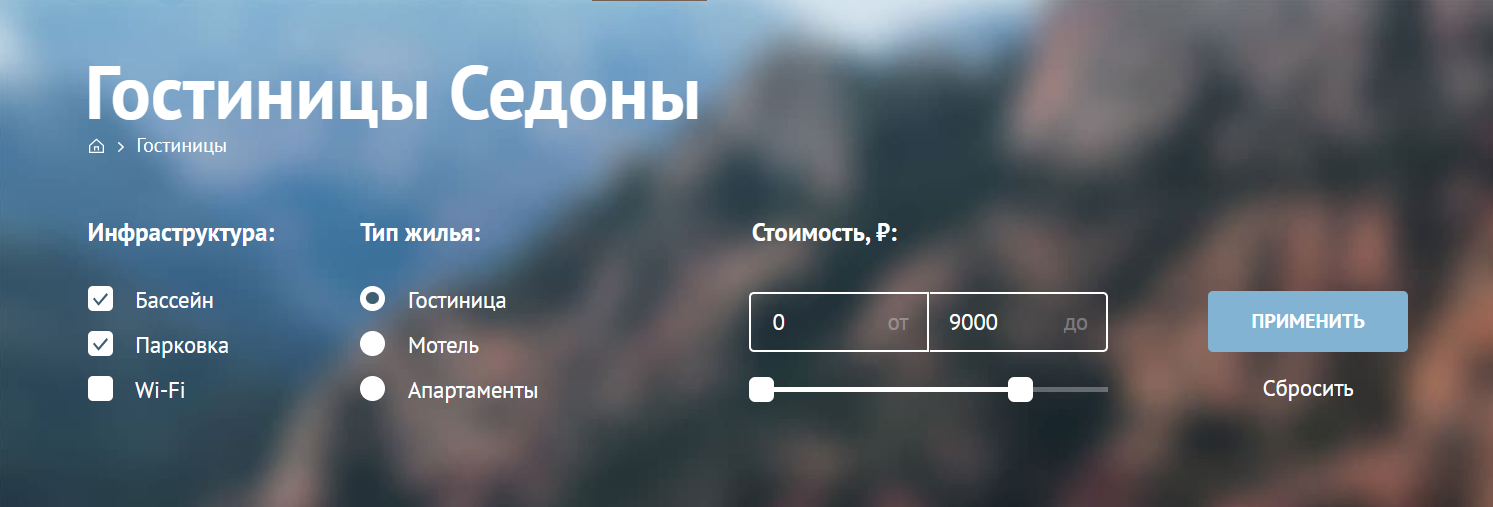 Гостиницы Седоны
Гостиницы
Инфраструктура:
Бассейн
Парковка
Wi-Fi
Тип жилья:
Гостиница
Мотель
Апартаменты
Стоимость, ₽:
0 от 9000 до
ПРИМЕНИТЬ
Сбросить